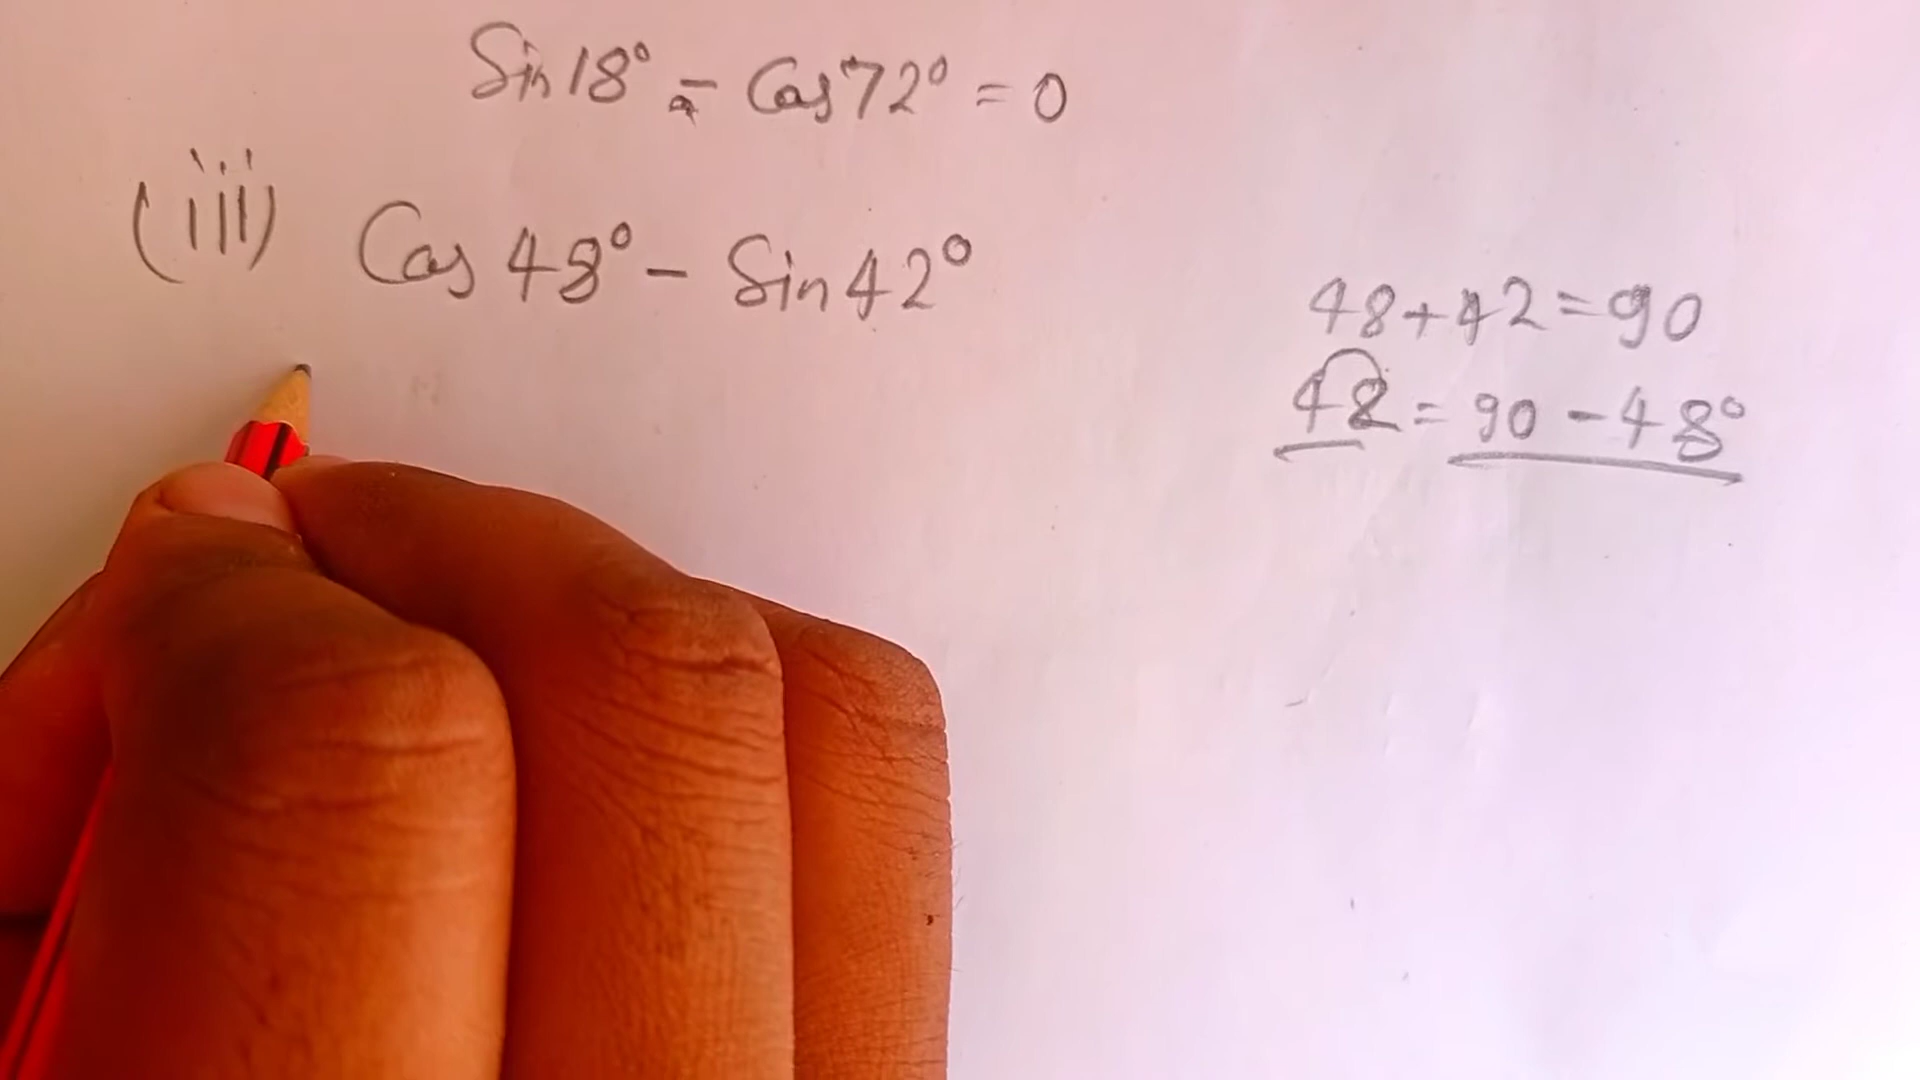 Sin 18° - Cos 72° = 0
(iii) Cos 48° - Sin 42°
48 + 42 = 90
42 = 90 - 48°